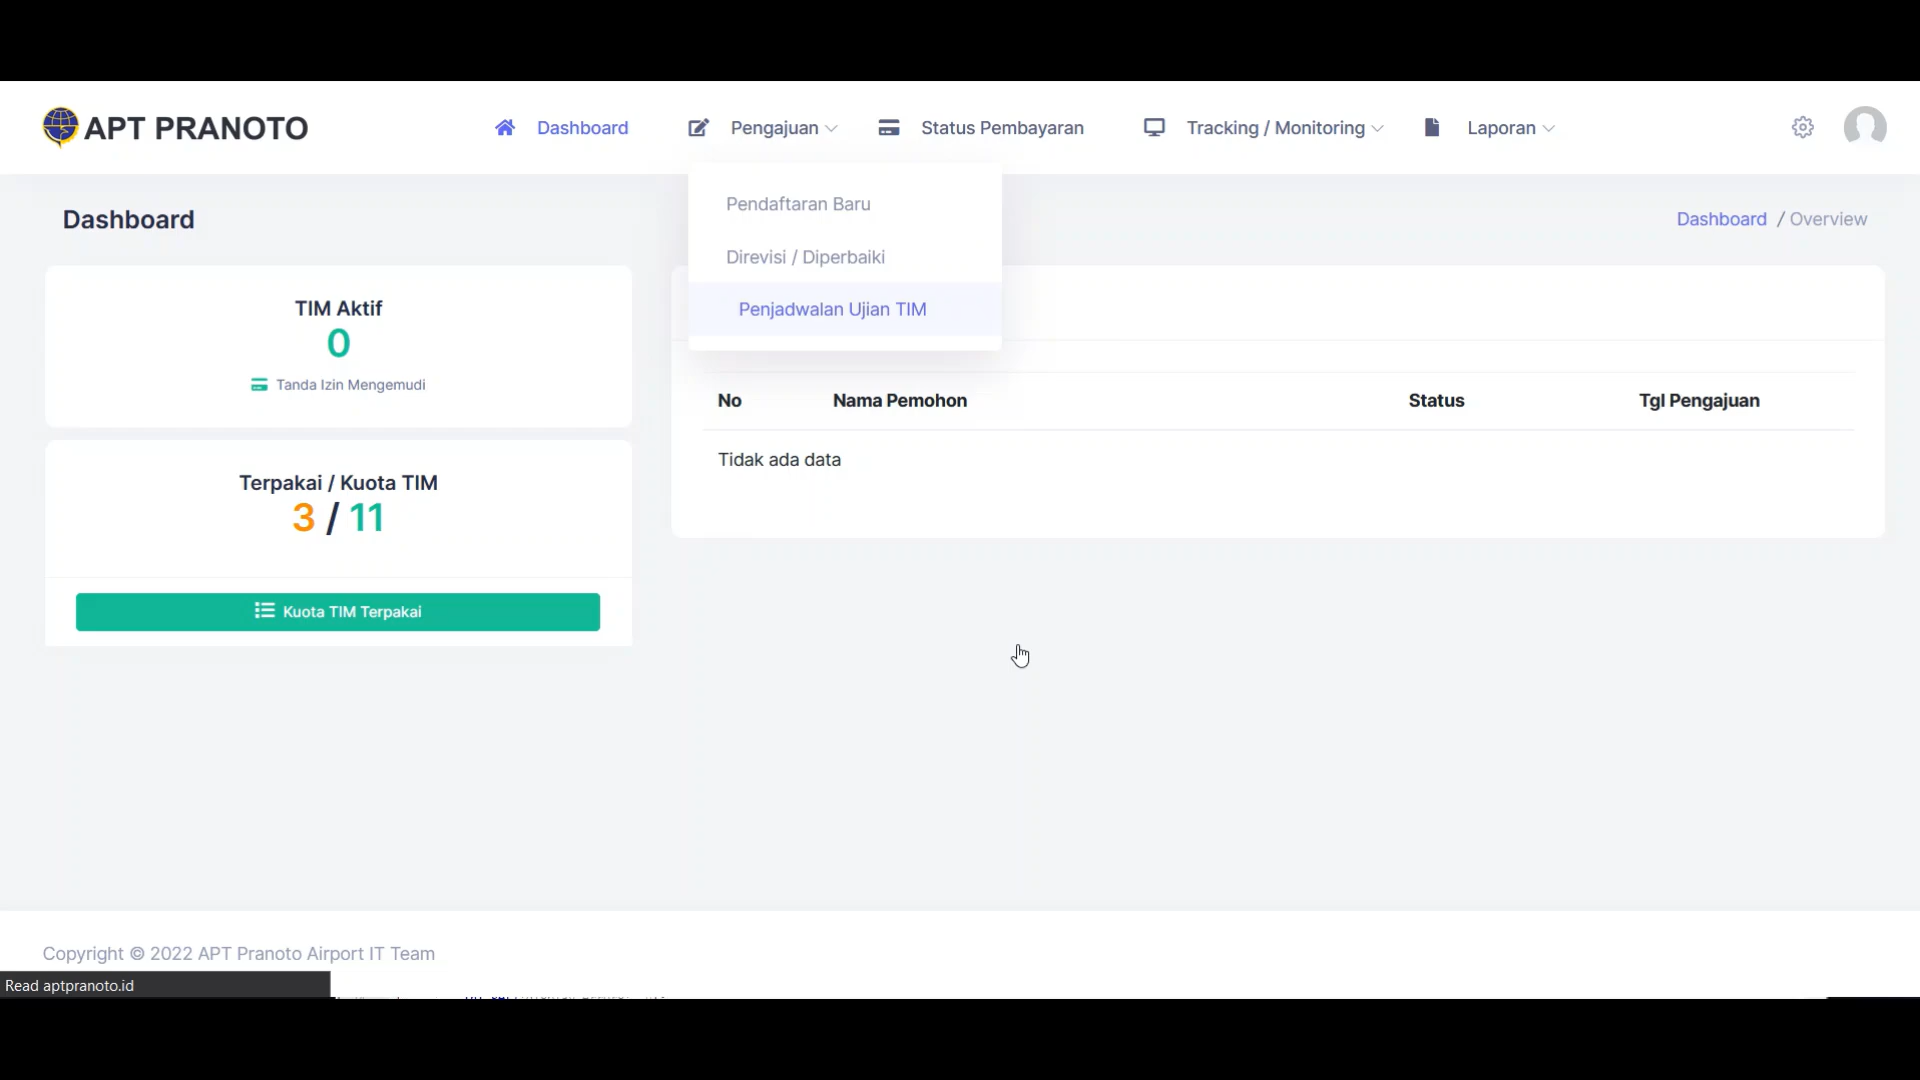 APT PRANOTO
Dashboard
Pengajuan
Status Pembayaran
Tracking / Monitoring
Laporan
Pendaftaran Baru
Direvisi / Diperbaiki
Penjadwalan Ujian TIM
Dashboard
Dashboard / Overview
TIM Aktif
0
Tanda Izin Mengemudi
Terpakai / Kuota TIM
3 / 11
Kuota TIM Terpakai
No Nama Pemohon Status Tgl Pengajuan
Tidak ada data
Copyright © 2022 APT Pranoto Airport IT Team
Read aptpranoto.id